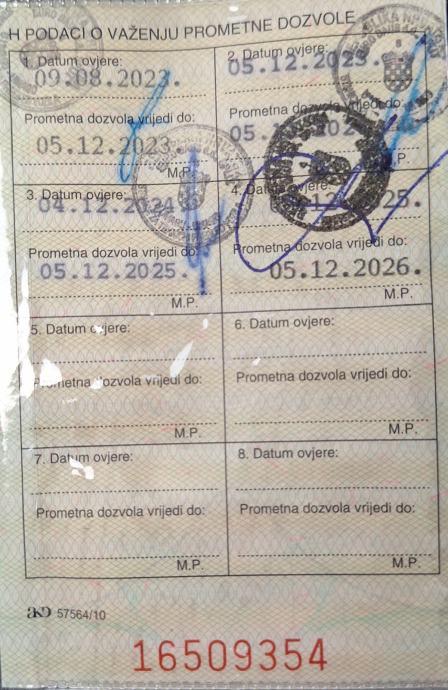 H PODACI O VAŽENJU PROMETNE DOZVOLE
1. Datum ovjere:
09.08.2023.
Prometna dozvola vrijedi do:
05.12.2023.
M.P.
2. Datum ovjere:
05.12.2023.
Prometna dozvola vrijedi do:
M.P.
3. Datum ovjere:
04.12.2024.
Prometna dozvola vrijedi do:
05.12.2025.
M.P.
4. Datum ovjere:
Prometna dozvola vrijedi do:
05.12.2026.
M.P.
5. Datum ovjere:
Prometna dozvola vrijedi do:
M.P.
6. Datum ovjere:
Prometna dozvola vrijedi do:
M.P.
7. Datum ovjere:
Prometna dozvola vrijedi do:
M.P.
8. Datum ovjere:
Prometna dozvola vrijedi do:
M.P.
AKD 57564/10
16509354